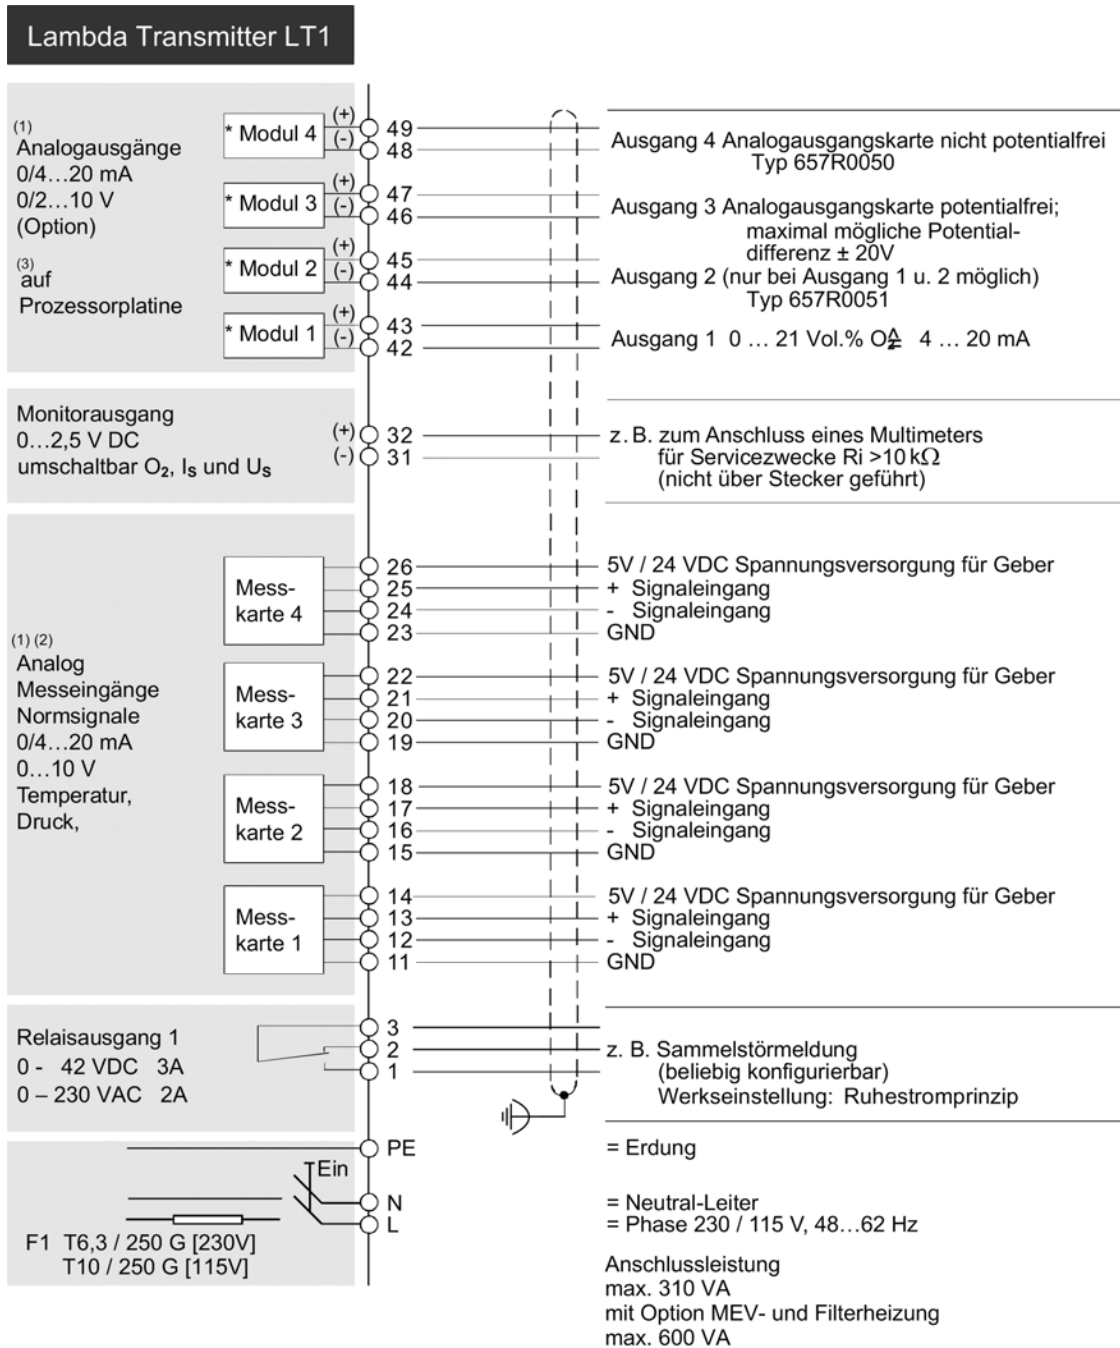 Lambda Transmitter LT1
(1)
Analogausgänge
0/4…20 mA
0/2…10 V
(Option)
(3)
auf
Prozessorplatine
* Modul 4
(+)
(-)
49
48
Ausgang 4 Analogausgangskarte nicht potentialfrei
Typ 657R0050
* Modul 3
(+)
(-)
47
46
Ausgang 3 Analogausgangskarte potentialfrei;
maximal mögliche Potential-
differenz ± 20V
* Modul 2
(+)
(-)
45
44
Ausgang 2 (nur bei Ausgang 1 u. 2 möglich)
Typ 657R0051
* Modul 1
(+)
(-)
43
42
Ausgang 1 0 … 21 Vol.% O2 ≙ 4 … 20 mA
Monitorausgang
0…2,5 V DC
umschaltbar O2, IS und US
(+)
(-)
32
31
z. B. zum Anschluss eines Multimeters
für Servicezwecke Ri >10 kΩ
(nicht über Stecker geführt)
(1) (2)
Analog
Messeingänge
Normsignale
0/4…20 mA
0…10 V
Temperatur,
Druck,
Mess-
karte 4
26
25
24
23
5V / 24 VDC Spannungsversorgung für Geber
+ Signaleingang
- Signaleingang
GND
Mess-
karte 3
22
21
20
19
5V / 24 VDC Spannungsversorgung für Geber
+ Signaleingang
- Signaleingang
GND
Mess-
karte 2
18
17
16
15
5V / 24 VDC Spannungsversorgung für Geber
+ Signaleingang
- Signaleingang
GND
Mess-
karte 1
14
13
12
11
5V / 24 VDC Spannungsversorgung für Geber
+ Signaleingang
- Signaleingang
GND
Relaisausgang 1
0 - 42 VDC 3A
0 – 230 VAC 2A
3
2
1
z. B. Sammelstörmeldung
(beliebig konfigurierbar)
Werkseinstellung: Ruhestromprinzip
PE
= Erdung
Ein
N
L
= Neutral-Leiter
= Phase 230 / 115 V, 48…62 Hz
F1 T6,3 / 250 G [230V]
T10 / 250 G [115V]
Anschlussleistung
max. 310 VA
mit Option MEV- und Filterheizung
max. 600 VA